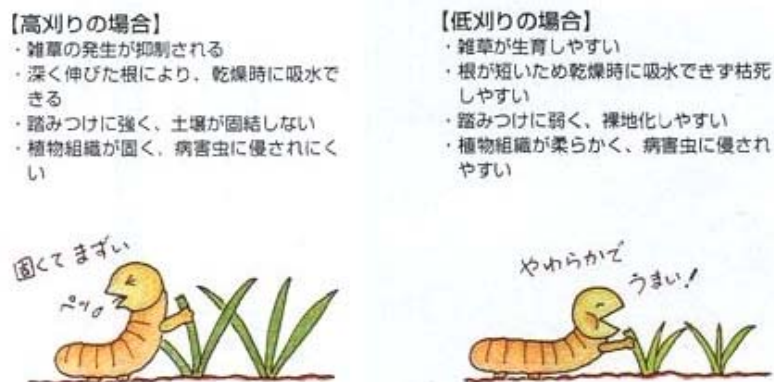 【高刈りの場合】
・雑草の発生が抑制される
・深く伸びた根により、乾燥時に吸水で
きる
・踏みつけに強く、土壌が固結しない
・植物組織が固く、病害虫に侵されにく
い
固くてまずい
ペッ。
【低刈りの場合】
・雑草が生育しやすい
・根が短いため乾燥時に吸水できず枯死
しやすい
・踏みつけに弱く、裸地化しやすい
・植物組織が柔らかく、病害虫に侵され
やすい
やわらかで
うまい!